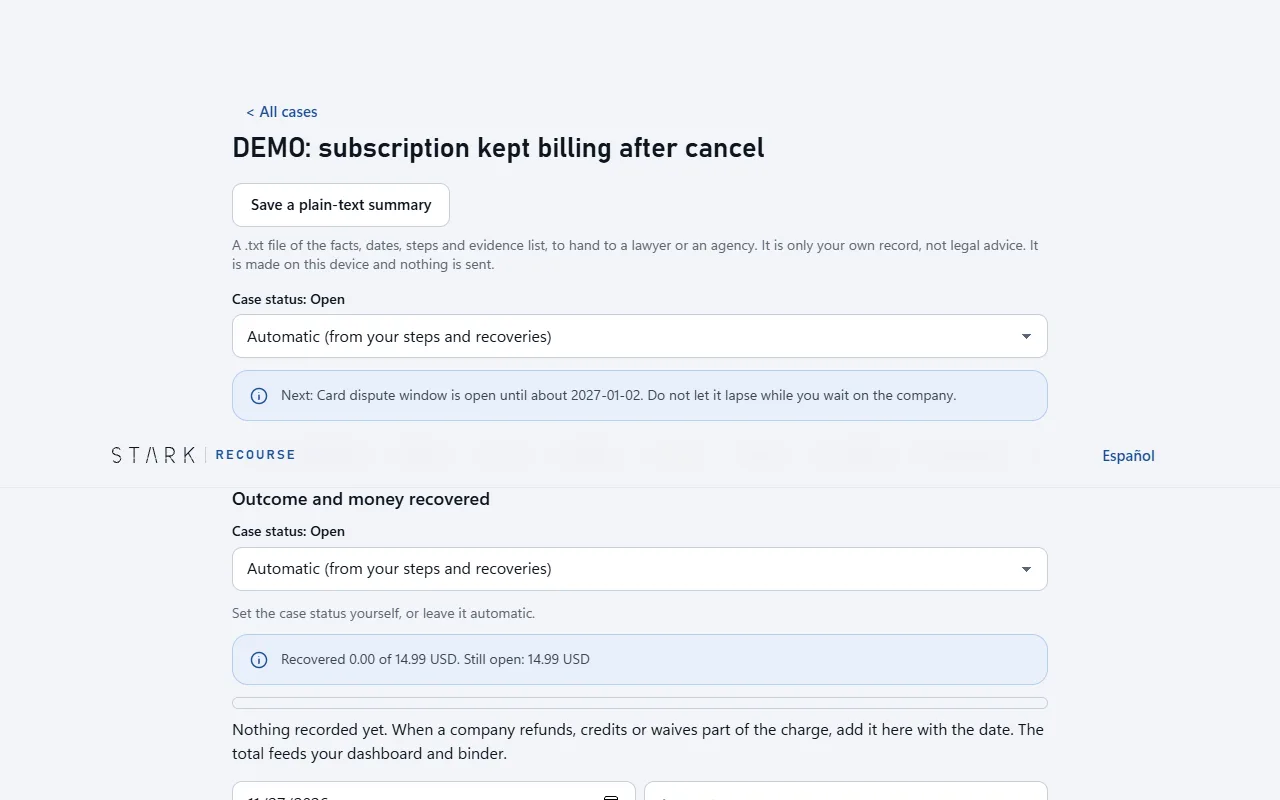 < All cases
DEMO: subscription kept billing after cancel
Save a plain-text summary
A .txt file of the facts, dates, steps and evidence list, to hand to a lawyer or an agency. It is only your own record, not legal advice. It
is made on this device and nothing is sent.
Case status: Open
Automatic (from your steps and recoveries)
Next: Card dispute window is open until about 2027-01-02. Do not let it lapse while you wait on the company.
STARK RECOURSE
Español
Outcome and money recovered
Case status: Open
Automatic (from your steps and recoveries)
Set the case status yourself, or leave it automatic.
Recovered 0.00 of 14.99 USD. Still open: 14.99 USD
Nothing recorded yet. When a company refunds, credits or waives part of the charge, add it here with the date. The
total feeds your dashboard and binder.